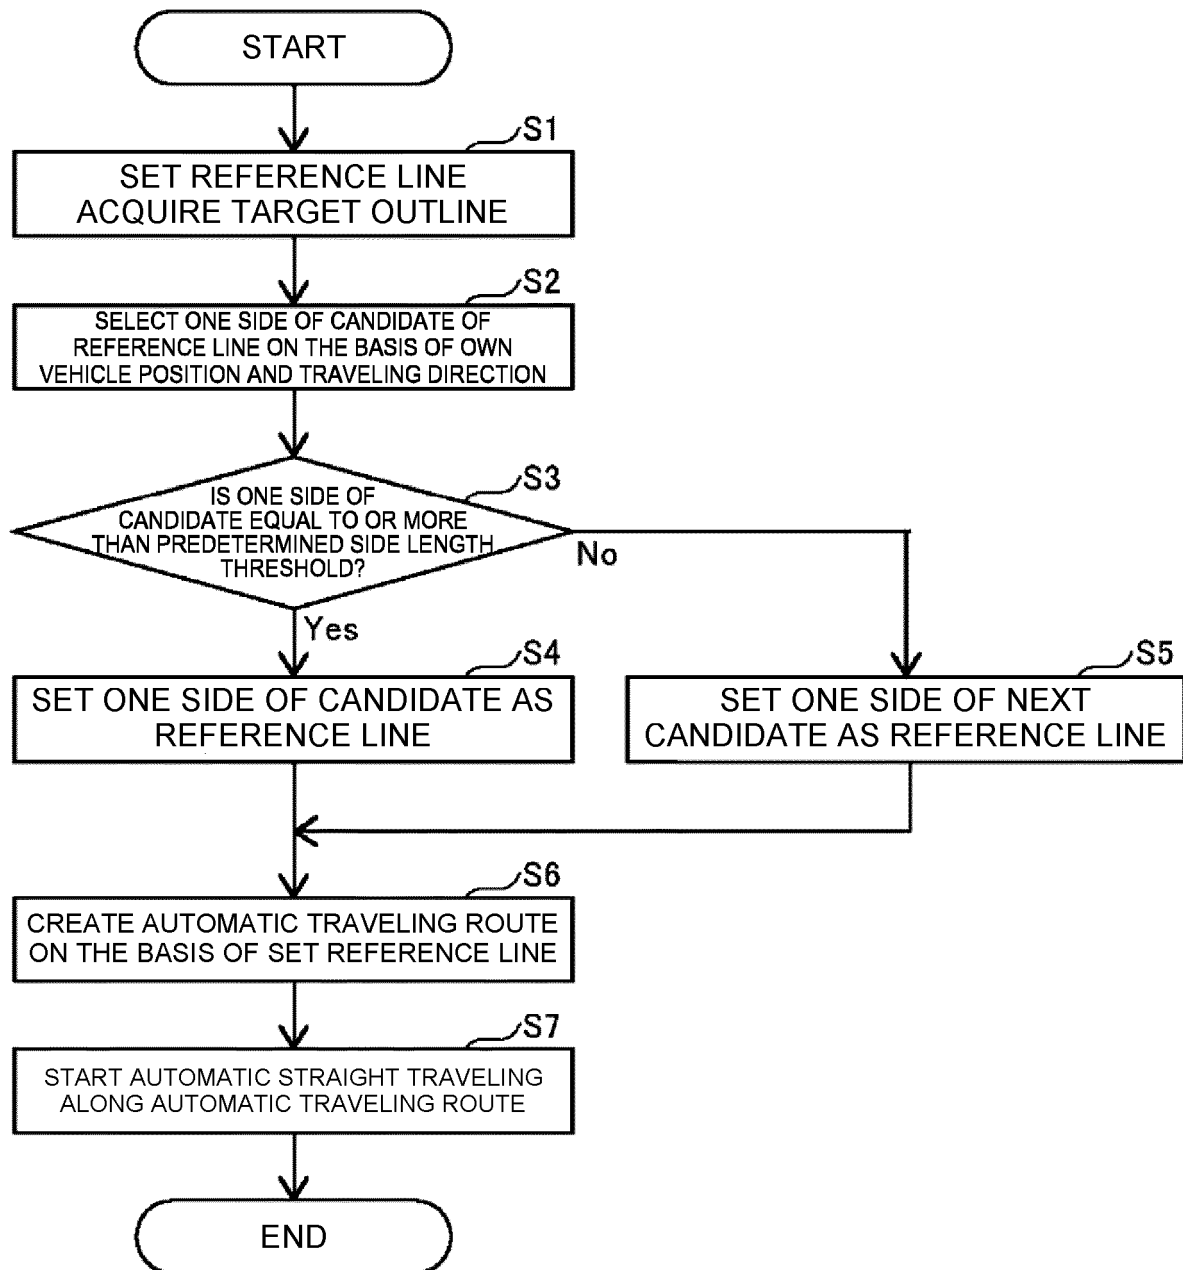 START
S1
SET REFERENCE LINE
ACQUIRE TARGET OUTLINE
S2
SELECT ONE SIDE OF CANDIDATE OF
REFERENCE LINE ON THE BASIS OF OWN
VEHICLE POSITION AND TRAVELING DIRECTION
S3
IS ONE SIDE OF
CANDIDATE EQUAL TO OR MORE
THAN PREDETERMINED SIDE LENGTH
THRESHOLD?
No
Yes
S4
SET ONE SIDE OF CANDIDATE AS
REFERENCE LINE
S5
SET ONE SIDE OF NEXT
CANDIDATE AS REFERENCE LINE
S6
CREATE AUTOMATIC TRAVELING ROUTE
ON THE BASIS OF SET REFERENCE LINE
S7
START AUTOMATIC STRAIGHT TRAVELING
ALONG AUTOMATIC TRAVELING ROUTE
END